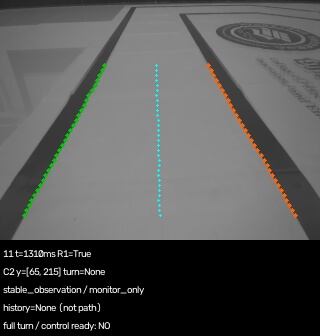 11 t=1310ms R1=True
C2 y=[65, 215] turn=None
stable_observation / monitor_only
history=None (not path)
full turn / control ready: NO